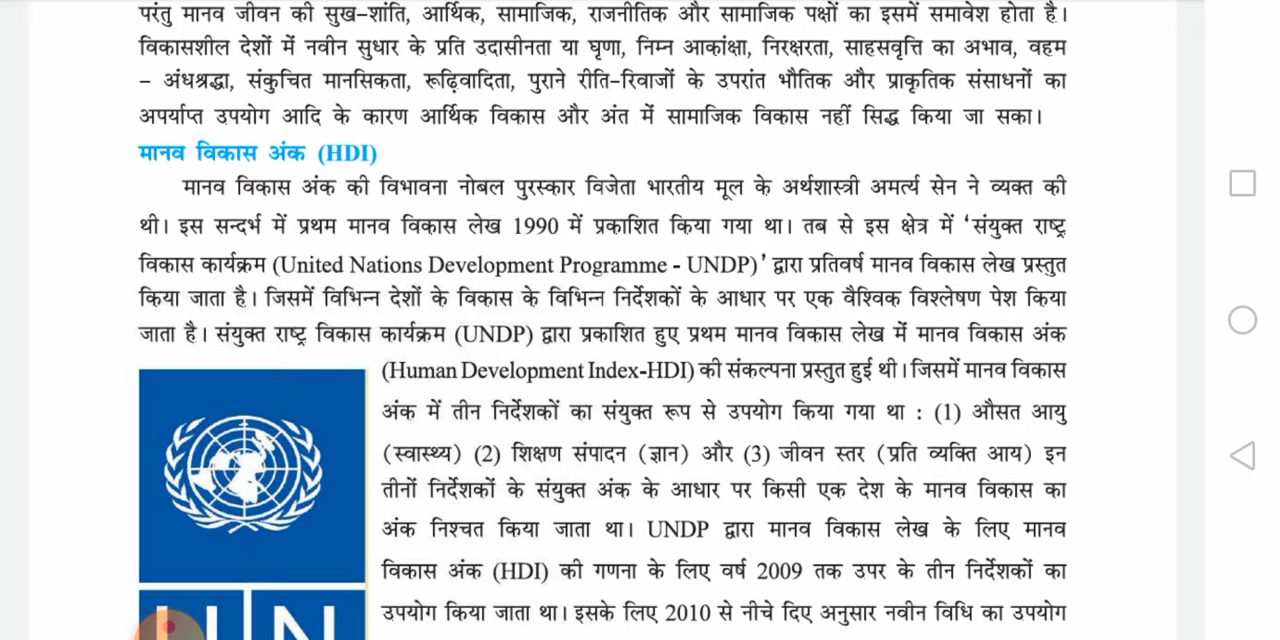 परंतु मानव जीवन की सुख-शांति, आर्थिक, सामाजिक, राजनीतिक और सामाजिक पक्षों का इसमें समावेश होता है।
विकासशील देशों में नवीन सुधार के प्रति उदासीनता या घृणा, निम्न आकांक्षा, निरक्षरता, साहसवृत्ति का अभाव, वहम
– अंधश्रद्धा, संकुचित मानसिकता, रूढ़िवादिता, पुराने रीति-रिवाजों के उपरांत भौतिक और प्राकृतिक संसाधनों का
अपर्याप्त उपयोग आदि के कारण आर्थिक विकास और अंत में सामाजिक विकास नहीं सिद्ध किया जा सका।
मानव विकास अंक (HDI)
मानव विकास अंक की विभावना नोबल पुरस्कार विजेता भारतीय मूल के अर्थशास्त्री अमर्त्य सेन ने व्यक्त की
थी। इस सन्दर्भ में प्रथम मानव विकास लेख 1990 में प्रकाशित किया गया था। तब से इस क्षेत्र में ‘संयुक्त राष्ट्र
विकास कार्यक्रम (United Nations Development Programme - UNDP)’ द्वारा प्रतिवर्ष मानव विकास लेख प्रस्तुत
किया जाता है। जिसमें विभिन्न देशों के विकास के विभिन्न निर्देशकों के आधार पर एक वैश्विक विश्लेषण पेश किया
जाता है। संयुक्त राष्ट्र विकास कार्यक्रम (UNDP) द्वारा प्रकाशित हुए प्रथम मानव विकास लेख में मानव विकास अंक
(Human Development Index-HDI) की संकल्पना प्रस्तुत हुई थी। जिसमें मानव विकास
अंक में तीन निर्देशकों का संयुक्त रूप से उपयोग किया गया था : (1) औसत आयु
(स्वास्थ्य) (2) शिक्षण संपादन (ज्ञान) और (3) जीवन स्तर (प्रति व्यक्ति आय) इन
तीनों निर्देशकों के संयुक्त अंक के आधार पर किसी एक देश के मानव विकास का
अंक निश्चत किया जाता था। UNDP द्वारा मानव विकास लेख के लिए मानव
विकास अंक (HDI) की गणना के लिए वर्ष 2009 तक उपर के तीन निर्देशकों का
उपयोग किया जाता था। इसके लिए 2010 से नीचे दिए अनुसार नवीन विधि का उपयोग
UN